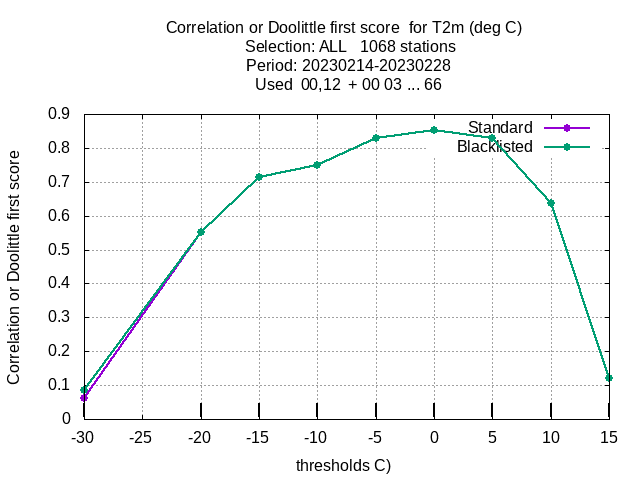 Correlation or Doolittle first score  for T2m (deg C)
Selection: ALL   1068 stations
Period: 20230214-20230228
Used  00,12  + 00 03 ... 66
Correlation or Doolittle first score
0.9
0.8
0.7
0.6
0.5
0.4
0.3
0.2
0.1
0
Standard
Blacklisted
-30
-25
-20
-15
-10
-5
0
5
10
15
thresholds C)